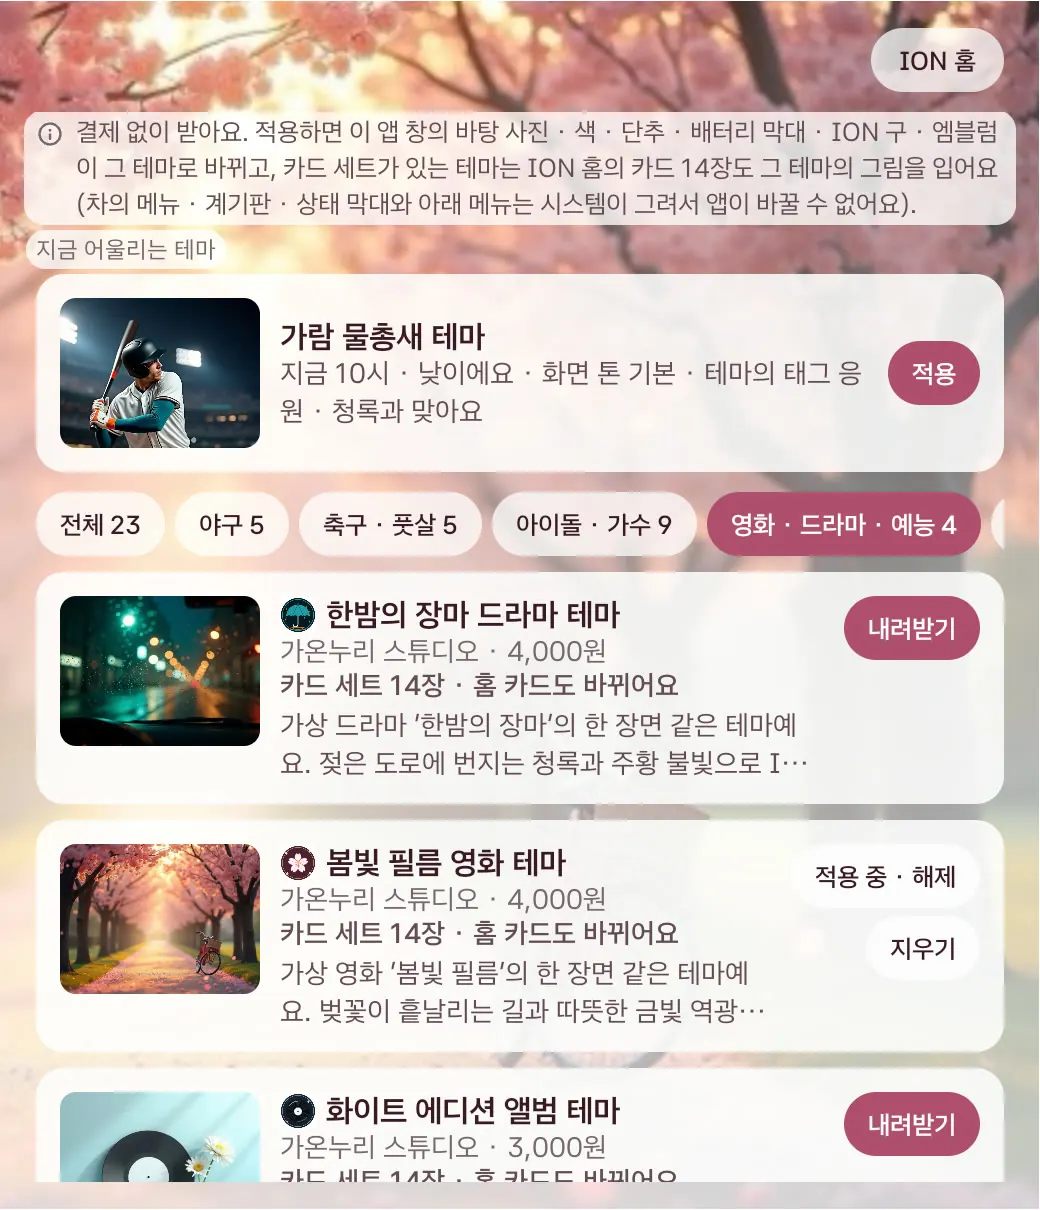 ION 홈
결제 없이 받아요. 적용하면 이 앱 창의 바탕 사진 · 색 · 단추 · 배터리 막대 · ION 구 · 엠블럼
이 그 테마로 바뀌고, 카드 세트가 있는 테마는 ION 홈의 카드 14장도 그 테마의 그림을 입어요
(차의 메뉴 · 계기판 · 상태 막대와 아래 메뉴는 시스템이 그려서 앱이 바꿀 수 없어요).
지금 어울리는 테마
가람 물총새 테마
지금 10시 · 낮이에요 · 화면 톤 기본 · 테마의 태그 응
원 · 청록과 맞아요
적용
전체 23
야구 5
축구 · 풋살 5
아이돌 · 가수 9
영화 · 드라마 · 예능 4
한밤의 장마 드라마 테마
내려받기
가온누리 스튜디오 · 4,000원
카드 세트 14장 · 홈 카드도 바뀌어요
가상 드라마 '한밤의 장마'의 한 장면 같은 테마예
요. 젖은 도로에 번지는 청록과 주황 불빛으로 I…
봄빛 필름 영화 테마
적용 중 · 해제
가온누리 스튜디오 · 4,000원
카드 세트 14장 · 홈 카드도 바뀌어요
지우기
가상 영화 '봄빛 필름'의 한 장면 같은 테마예
요. 벚꽃이 흩날리는 길과 따뜻한 금빛 역광…
화이트 에디션 앨범 테마
내려받기
가온누리 스튜디오 · 3,000원
카드 세트 14장 · 홈 카드도 바뀌어요